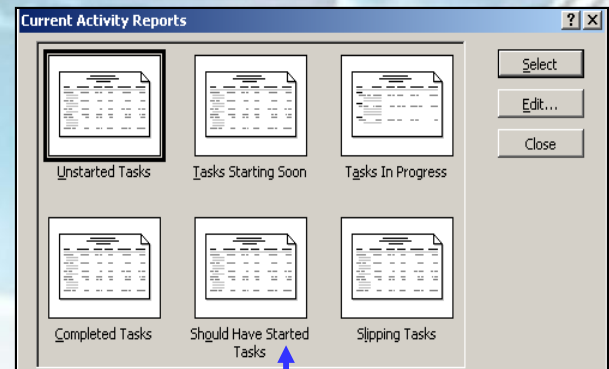 Current Activity Reports
Select
Edit...
Close
Unstarted Tasks
Tasks Starting Soon
Tasks In Progress
Completed Tasks
Should Have Started
Tasks
Slipping Tasks